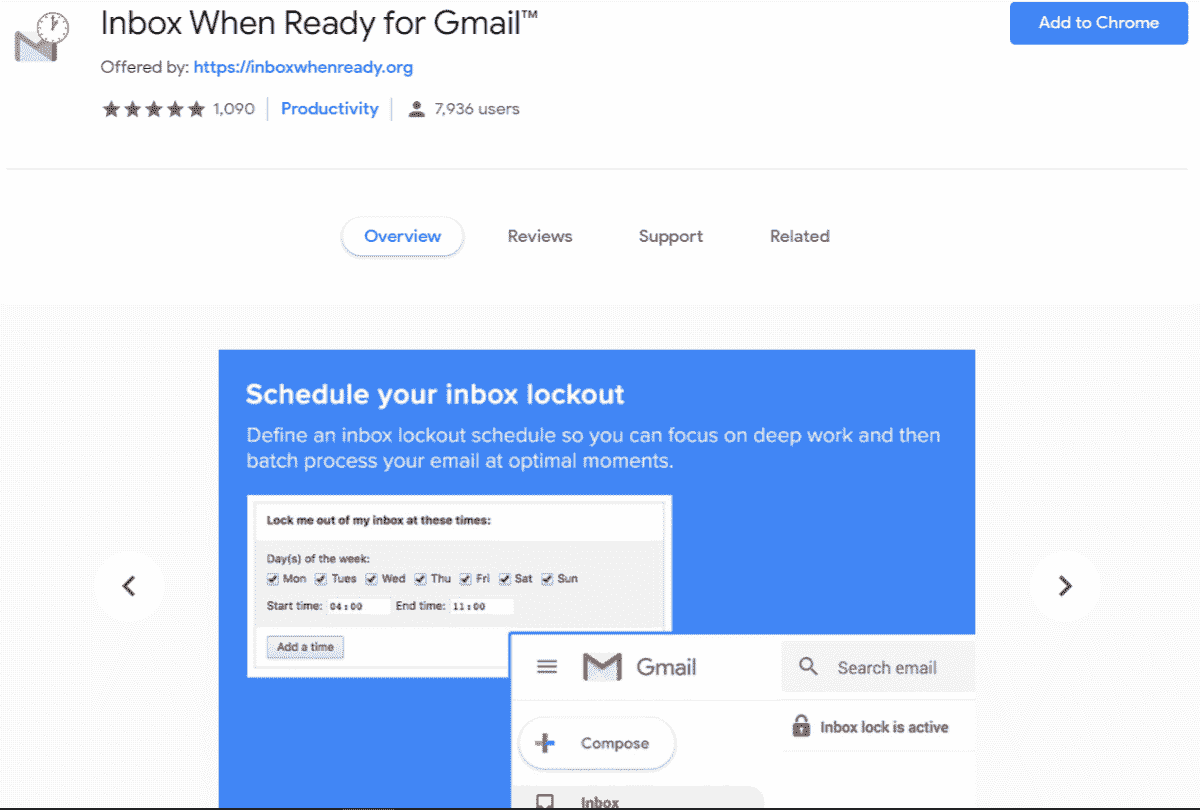 Inbox When Ready for Gmail™
Add to Chrome
Offered by: https://inboxwhenready.org
1,090
Productivity
7,936 users
Overview
Reviews
Support
Related
Schedule your inbox lockout
Define an inbox lockout schedule so you can focus on deep work and then
batch process your email at optimal moments.
Lock me out of my inbox at these times:
Day(s) of the week:
Mon Tues Wed Thu Fri Sat Sun
Start time: 04:00 End time: 11:00
Add a time
Gmail
Search email
Compose
Inbox lock is active
Inbox